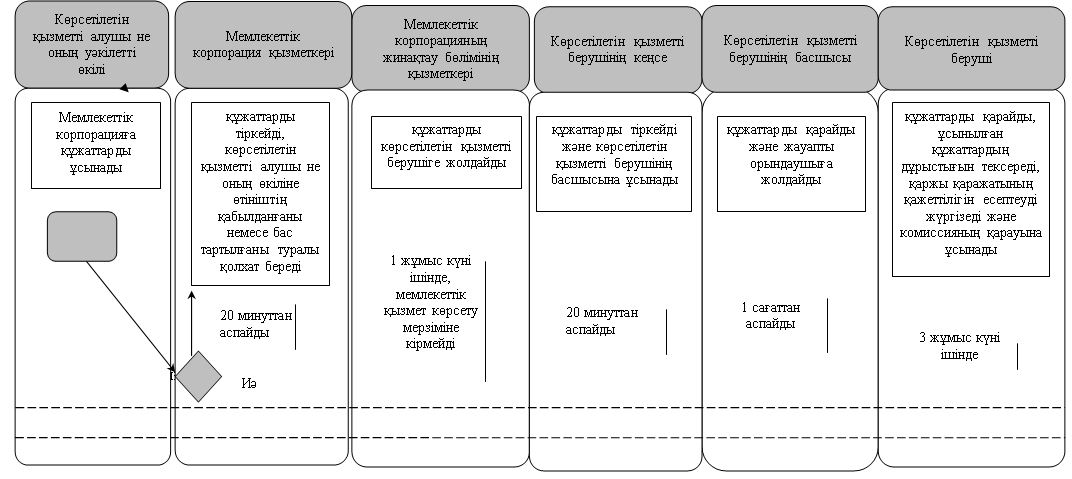 Көрсетілетін
қызметті алушы не
оның уәкілетті
өкілі
Мемлекеттік
корпорация қызметкері
Мемлекеттік
корпорацияның
жинақтау бөлімінің
қызметкері
Көрсетілетін қызметті
берушінің кеңсе
Көрсетілетін қызметті
берушінің басшысы
Көрсетілетін қызметті
беруші
Мемлекеттік
корпорацияға
құжаттарды
ұсынады
құжаттарды
тіркейді,
көрсетілетін
қызметті алушы не
оның өкіліне
өтініштің
қабылданғаны
немесе бас
тартылғаны туралы
қолхат береді
құжаттарды
көрсетілетін қызметті
берушіге жолдайды
құжаттарды тіркейді
және көрсетілетін
қызметті берушінің
басшысына ұсынады
құжаттарды қарайды
және жауапты
орындаушыға
жолдайды
құжаттарды қарайды,
ұсынылған
құжаттардың
дұрыстығын тексереді,
қаржы қаражатының
қажеттілігін есептеуді
жүргізеді және
комиссияның қарауына
ұсынады
20 минуттан
аспайды
1 жұмыс күні
ішінде,
мемлекеттік
қызмет көрсету
мерзіміне
кірмейді
20 минуттан
аспайды
1 сағаттан
аспайды
3 жұмыс күні
ішінде
Иә